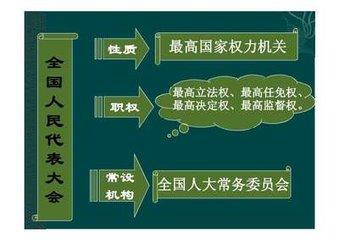 全国人民代表大会
性质
最高国家权力机关
职权
最高立法权、最高任免权、
最高决定权、最高监督权。
常设
机构
全国人大常务委员会